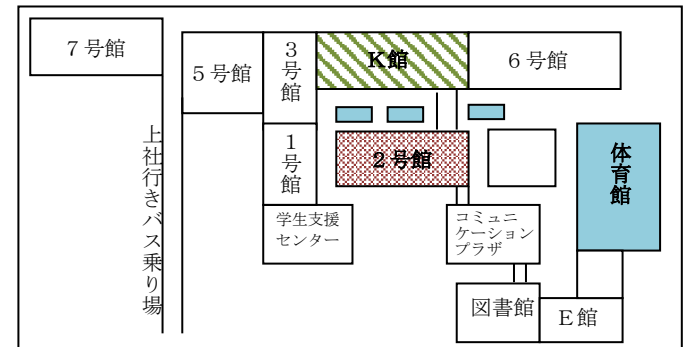 ７号館
５号館
３号館
K館
６号館
上社行きバス乗り場
１号館
２号館
体育館
学生支援
センター
コミュニ
ケーション
プラザ
図書館
E館